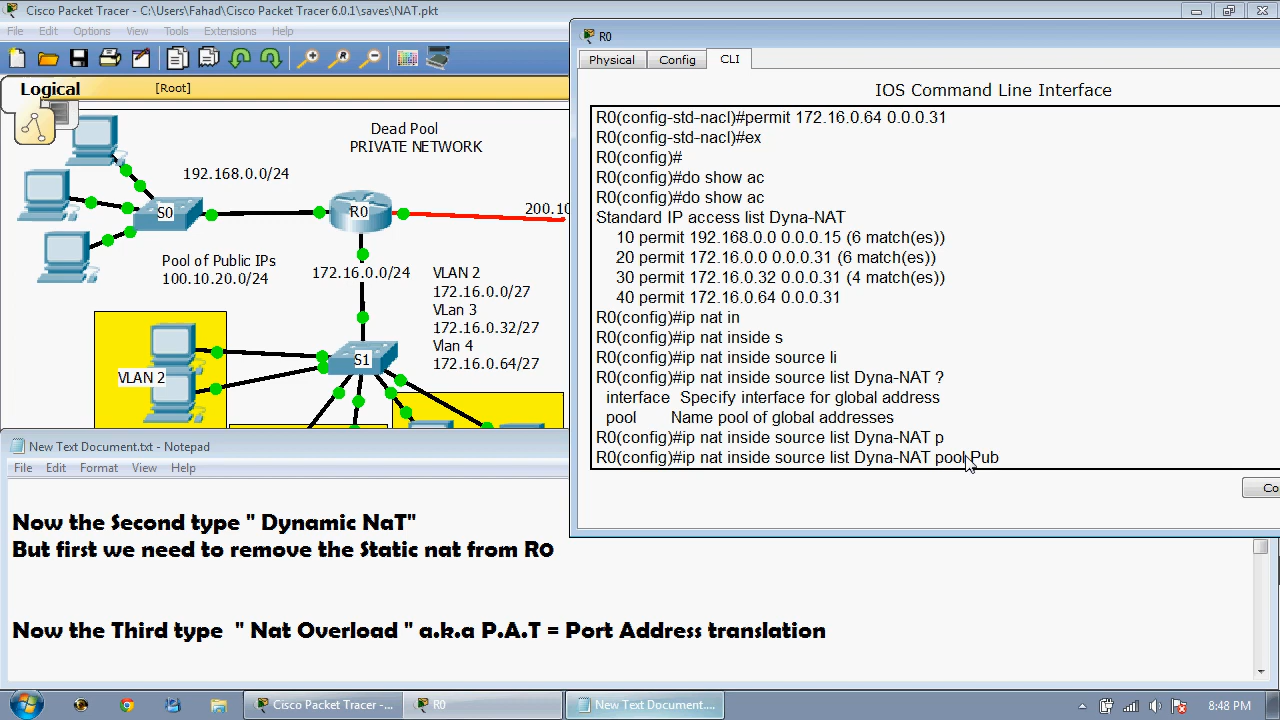 Cisco Packet Tracer - C:\Users\Fahad\Cisco Packet Tracer 6.0.1\saves\NAT.pkt
File Edit Options View Tools Extensions Help
Logical
[Root]
Dead Pool
PRIVATE NETWORK
192.168.0.0/24
S0
R0
200.10
Pool of Public IPs
100.10.20.0/24
172.16.0.0/24
VLAN 2
172.16.0.0/27
VLan 3
172.16.0.32/27
Vlan 4
172.16.0.64/27
S1
VLAN 2
R0
Physical Config CLI
IOS Command Line Interface
R0(config-std-nacl)#permit 172.16.0.64 0.0.0.31
R0(config-std-nacl)#ex
R0(config)#
R0(config)#do show ac
R0(config)#do show ac
Standard IP access list Dyna-NAT
10 permit 192.168.0.0 0.0.0.15 (6 match(es))
20 permit 172.16.0.0 0.0.0.31 (6 match(es))
30 permit 172.16.0.32 0.0.0.31 (4 match(es))
40 permit 172.16.0.64 0.0.0.31
R0(config)#ip nat in
R0(config)#ip nat inside s
R0(config)#ip nat inside source li
R0(config)#ip nat inside source list Dyna-NAT ?
interface Specify interface for global address
pool Name pool of global addresses
R0(config)#ip nat inside source list Dyna-NAT p
R0(config)#ip nat inside source list Dyna-NAT pool Pub
Co
New Text Document.txt - Notepad
File Edit Format View Help
Now the Second type " Dynamic NaT"
But first we need to remove the Static nat from R0
Now the Third type " Nat Overload " a.k.a P.A.T = Port Address translation
Cisco Packet Tracer -...
R0
New Text Document....
8:48 PM